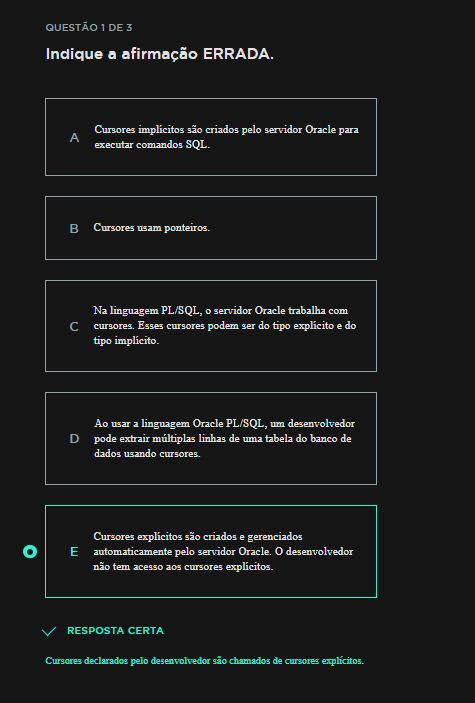 QUESTÃO 1 DE 3
Indique a afirmação ERRADA.
A
Cursores implícitos são criados pelo servidor Oracle para
executar comandos SQL.
B
Cursores usam ponteiros.
C
Na linguagem PL/SQL, o servidor Oracle trabalha com
cursores. Esses cursores podem ser do tipo explícito e do
tipo implícito.
D
Ao usar a linguagem Oracle PL/SQL, um desenvolvedor
pode extrair múltiplas linhas de uma tabela do banco de
dados usando cursores.
E
Cursores explícitos são criados e gerenciados
automaticamente pelo servidor Oracle. O desenvolvedor
não tem acesso aos cursores explícitos.
RESPOSTA CERTA
Cursores declarados pelo desenvolvedor são chamados de cursores explícitos.